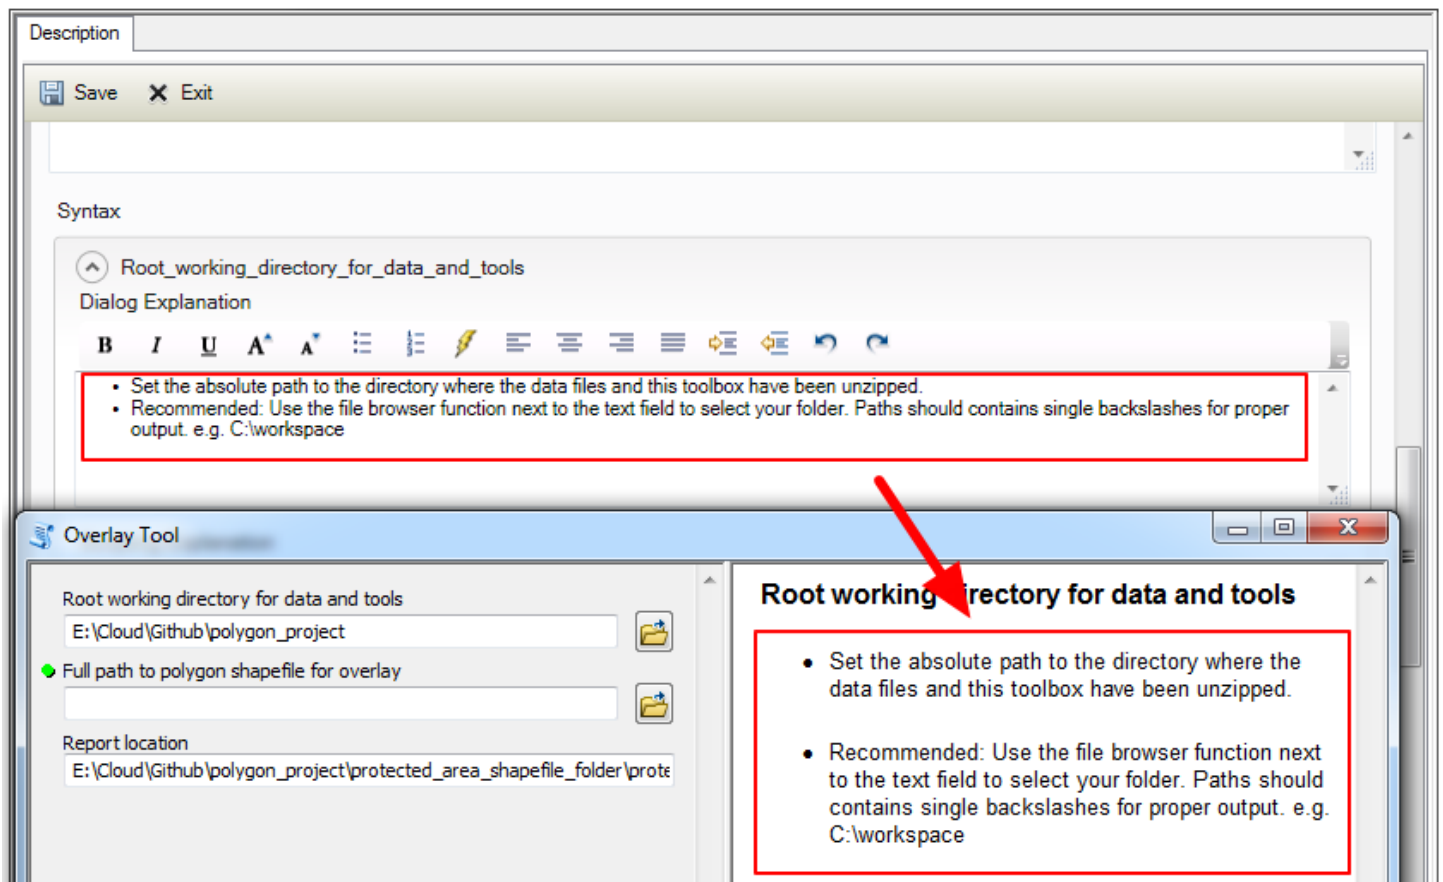 Description
Save Exit
Syntax
Root_working_directory_for_data_and_tools
Dialog Explanation
B I U A A
• Set the absolute path to the directory where the data files and this toolbox have been unzipped.
• Recommended: Use the file browser function next to the text field to select your folder. Paths should contains single backslashes for proper
output. e.g. C:\workspace
Overlay Tool
Root working directory for data and tools
E:\Cloud\Github\polygon_project
Full path to polygon shapefile for overlay
Report location
E:\Cloud\Github\polygon_project\protected_area_shapefile_folder\prote
Root working directory for data and tools
• Set the absolute path to the directory where the
data files and this toolbox have been unzipped.
• Recommended: Use the file browser function next
to the text field to select your folder. Paths should
contains single backslashes for proper output. e.g.
C:\workspace